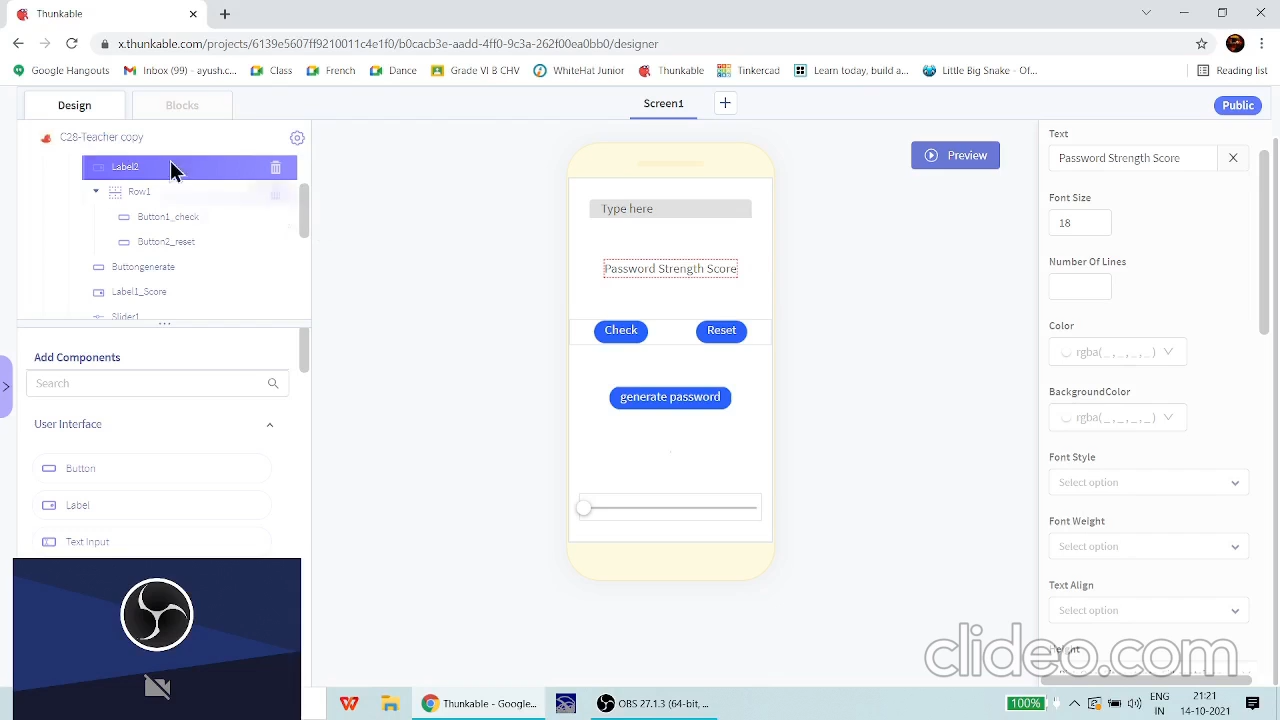 Thunkable
x.thunkable.com/projects/6139e5607ff9210011c4e1f0/b0cacb3e-aadd-4ff0-9c3a-a362f00ea0bb0/designer
Google Hangouts
Inbox (99) - ayush.c...
Class
French
Dance
Grade VI B CHV
WhiteHat Junior
Thunkable
Tinkercad
Learn today, build a...
Little Big Snake - Of...
Reading list
Design
Blocks
Screen1
Public
C28-Teacher copy
Label2
Row1
Button1_check
Button2_reset
Buttongenerate
Label1_Score
Slider1
Add Components
Search
User Interface
Button
Label
Text Input
Preview
Type here
Password Strength Score
Check
Reset
generate password
Text
Password Strength Score
Font Size
18
Number Of Lines
Color
rgba( _ , _ , _ , _ )
BackgroundColor
rgba( _ , _ , _ , _ )
Font Style
Select option
Font Weight
Select option
Text Align
Select option
Height
clideo.com
Thunkable - Google...
OBS 27.1.3 (64-bit, ...
100%
ENG
IN
21:21
14-10-2021